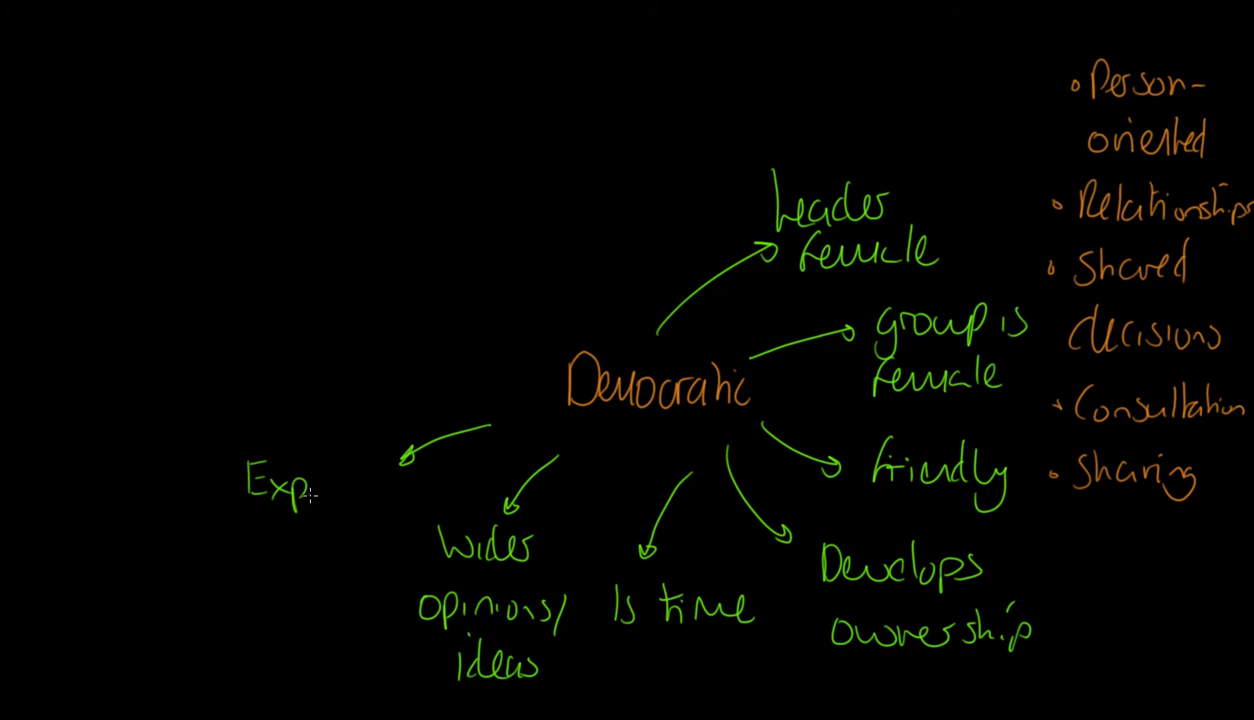 Leader
female
group is
female
Democratic
friendly
Develops
ownership
Is time
Wider
opinions/
ideas
Exp
• Person-
oriented
• Relationships
• Shared
decisions
• Consultation
• Sharing